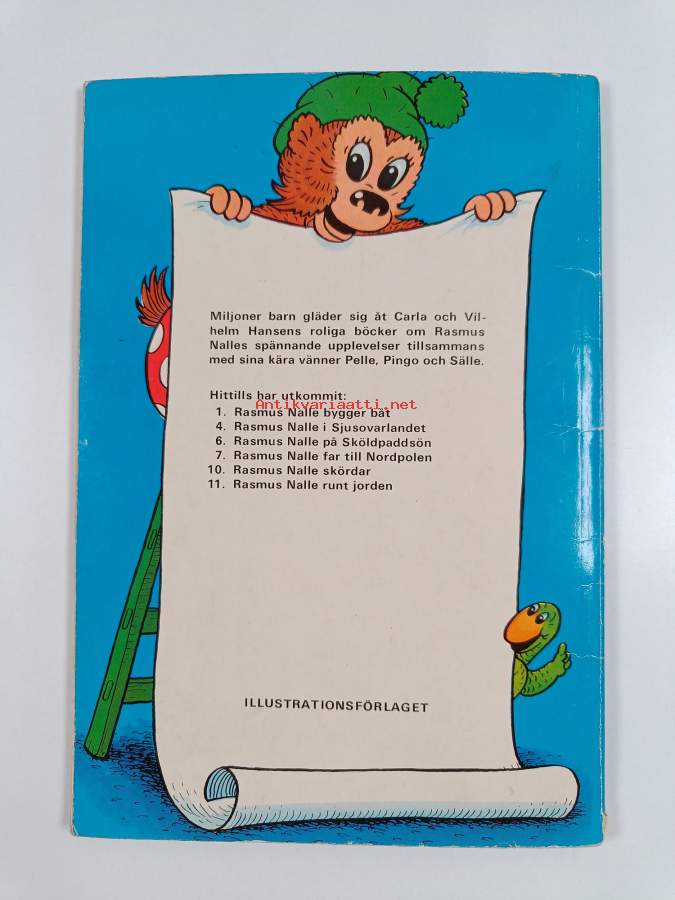 Miljoner barn gläder sig åt Carla och Vil-
helm Hansens roliga böcker om Rasmus
Nalles spännande upplevelser tillsammans
med sina kära vänner Pelle, Pingo och Sälle.
Hittills har utkommit:
Antikvariaatti.net
1. Rasmus Nalle bygger båt
4. Rasmus Nalle i Sjusovarlandet
6. Rasmus Nalle på Sköldpaddsön
7. Rasmus Nalle far till Nordpolen
10. Rasmus Nalle skördar
11. Rasmus Nalle runt jorden
ILLUSTRATIONSFÖRLAGET